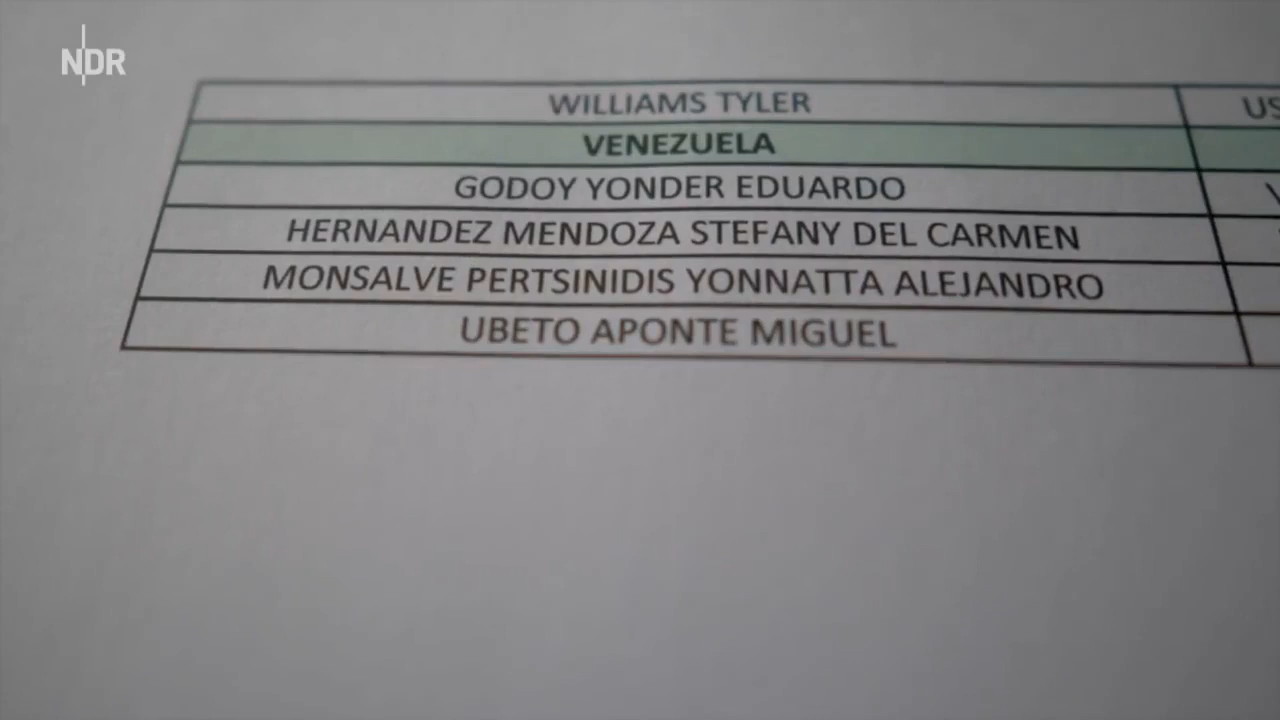 NDR
WILLIAMS TYLER US
VENEZUELA
GODOY YONDER EDUARDO
HERNANDEZ MENDOZA STEFANY DEL CARMEN
MONSALVE PERTSINIDIS YONNATTA ALEJANDRO
UBETO APONTE MIGUEL